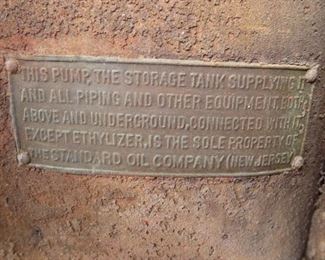 THIS PUMP, THE STORAGE TANK SUPPLYING IT
AND ALL PIPING AND OTHER EQUIPMENT, BOTH
ABOVE AND UNDERGROUND, CONNECTED WITH IT,
EXCEPT ETHYLIZER, IS THE SOLE PROPERTY OF
THE STANDARD OIL COMPANY (NEW JERSEY)